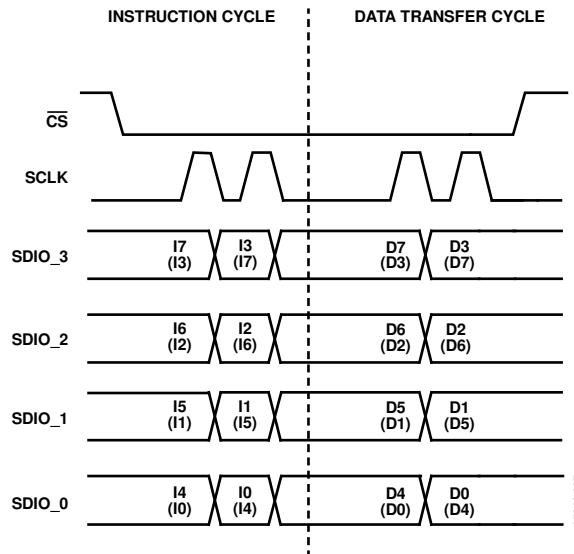 INSTRUCTION CYCLE DATA TRANSFER CYCLE
CS
SCLK
SDIO_3 I7 I3 D7 D3
(I3) (I7) (D3) (D7)
SDIO_2 I6 I2 D6 D2
(I2) (I6) (D2) (D6)
SDIO_1 I5 I1 D5 D1
(I1) (I5) (D1) (D5)
SDIO_0 I4 I0 D4 D0
(I0) (I4) (D0) (D4)